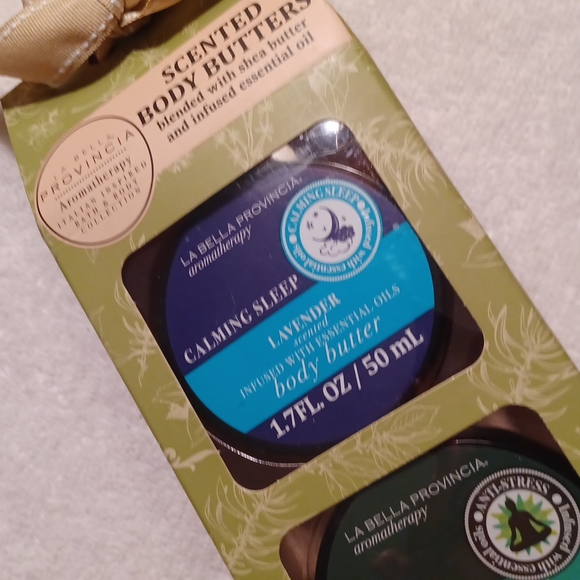 SCENTED
BODY BUTTERS
blended with shea butter
and infused essential oil
LA BELLA
PROVINCIA
Aromatherapy
ITALIAN INSPIRED
BATH & BODY
COLLECTION
LA BELLA PROVINCIA
aromatherapy
CALMING SLEEP
Infused with essential oils
CALMING SLEEP
LAVENDER
scented
INFUSED WITH ESSENTIAL OILS
body butter
1.7FL. OZ / 50 mL
LA BELLA PROVINCIA
aromatherapy
ANTI-STRESS
Infused with essential oils